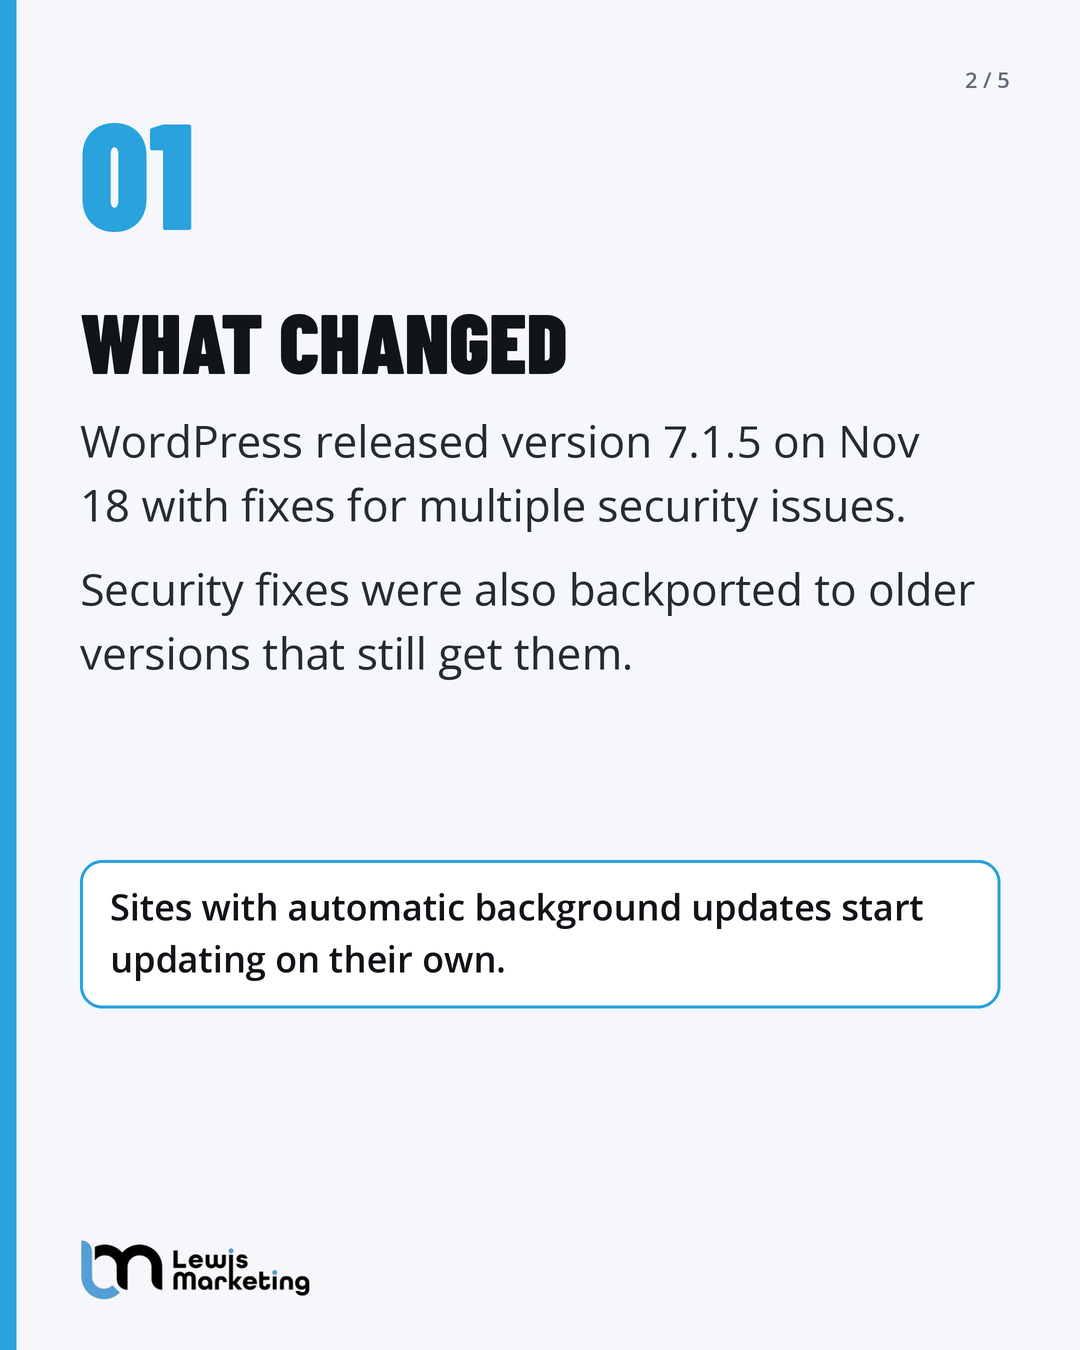 2 / 5
01
WHAT CHANGED
WordPress released version 7.1.5 on Nov
18 with fixes for multiple security issues.
Security fixes were also backported to older
versions that still get them.
Sites with automatic background updates start
updating on their own.
Lewis
Marketing